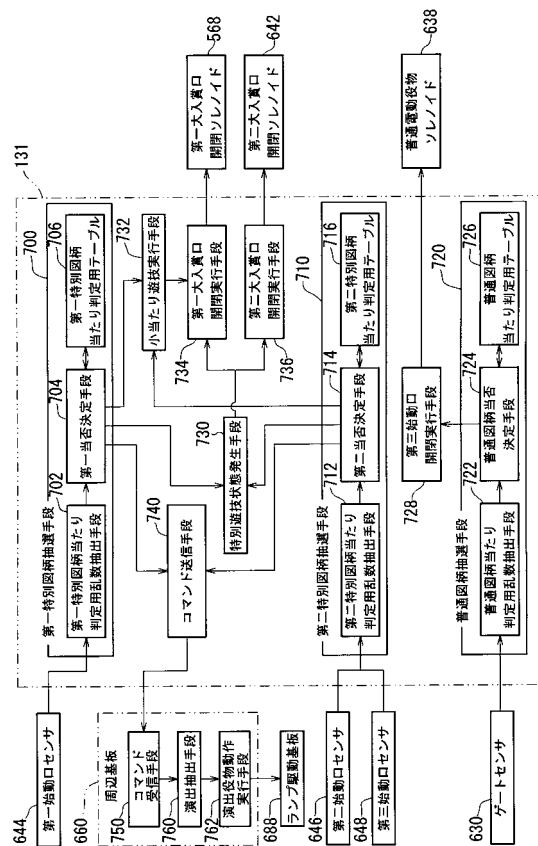 131
700
第一特別図柄抽選手段
702
第一特別図柄当たり
判定用乱数抽出手段
704
第一当否決定手段
706
第一特別図柄
当たり判定用テーブル
732
小当たり遊技実行手段
734
第一大入賞口
開閉実行手段
第一大入賞口
開閉ソレノイド
568
736
第二大入賞口
開閉実行手段
第二大入賞口
開閉ソレノイド
642
730
特別遊技状態発生手段
740
コマンド送信手段
710
第二特別図柄抽選手段
712
第二特別図柄当たり
判定用乱数抽出手段
714
第二当否決定手段
716
第二特別図柄
当たり判定用テーブル
728
第三始動口
開閉実行手段
普通電動役物
ソレノイド
638
720
普通図柄抽選手段
722
普通図柄当たり
判定用乱数抽出手段
724
普通図柄当否
決定手段
726
普通図柄
当たり判定用テーブル
644
第一始動口センサ
660
周辺基板
750
コマンド
受信手段
760
演出抽出手段
762
演出役物動作
実行手段
688
ランプ駆動基板
646
第二始動口センサ
648
第三始動口センサ
630
ゲートセンサ